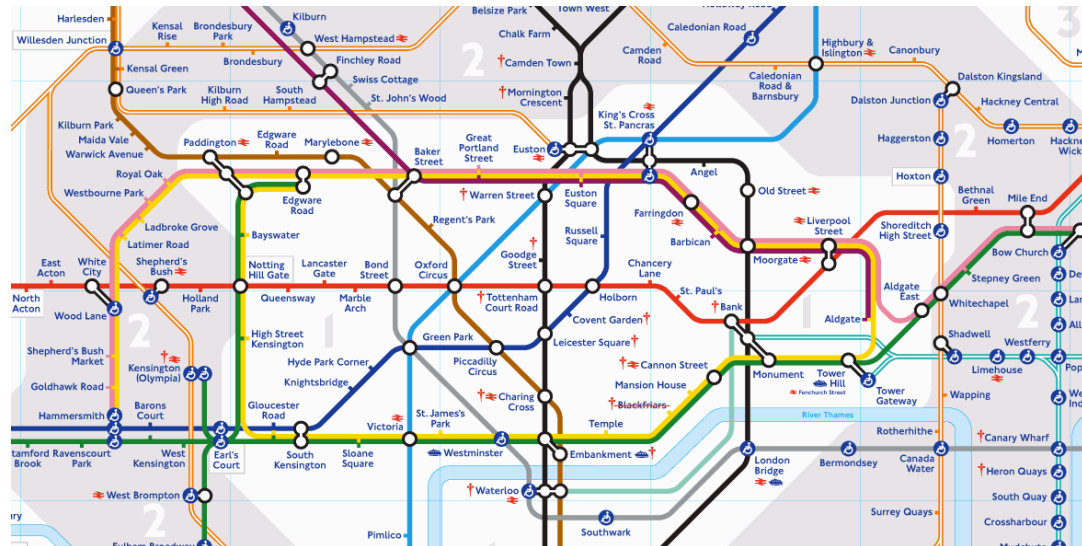 Harlesden
Willesden Junction
Kensal
Rise
Brondesbury
Park
Brondesbury
Kilburn
West Hampstead
Finchley Road
Swiss Cottage
St. John's Wood
Belsize Park
Chalk Farm
Town West
†Camden Town
†Mornington
Crescent
2
Camden
Road
Caledonian Road
Caledonian
Road &
Barnsbury
Highbury &
Islington
Canonbury
Dalston Kingsland
Dalston Junction
Hackney Central
Homerton
Haggerston
Hoxton
2
3
Kensal Green
Queen's Park
Kilburn
High Road
South
Hampstead
Kilburn Park
Maida Vale
Warwick Avenue
Paddington
Edgware
Road
Marylebone
Baker
Street
Great
Portland
Street
Euston
King's Cross
St. Pancras
Angel
Old Street
Royal Oak
Westbourne Park
Ladbroke Grove
Latimer Road
Edgware
Road
Bayswater
†Warren Street
Euston
Square
Regent's Park
Russell
Square
†
Goodge
Street
Farringdon
Barbican
Liverpool
Street
Moorgate
Shoreditch
High Street
Bethnal
Green
Mile End
Bow Church
Stepney Green
Whitechapel
Aldgate
East
Aldgate
East
Acton
White
City
Shepherd's
Bush
North
Acton
Wood Lane
Holland
Park
Notting
Hill Gate
Queensway
Lancaster
Gate
Marble
Arch
Bond
Street
Oxford
Circus
†Tottenham
Court Road
Holborn
Chancery
Lane
St. Paul's
†Bank
1
1
1
2
Shepherd's
Bush
Market
Goldhawk Road
Kensington
(Olympia)
High Street
Kensington
Hyde Park Corner
Knightsbridge
Green Park
Piccadilly
Circus
Covent Garden†
Leicester Square†
†Cannon Street
Mansion House
†Blackfriars
Monument
Tower
Hill
Fenchurch Street
Tower
Gateway
Shadwell
Limehouse
Westferry
Pop
Wapping
Hammersmith
Barons
Court
Gloucester
Road
Victoria
St. James's
Park
Westminster
†Charing
Cross
Temple
Embankment
†
River Thames
Rotherhithe
Canada
Water
†Canary Wharf
†Heron Quays
South Quay
Crossharbour
Surrey Quays
tamford
Brook
Ravenscourt
Park
West
Kensington
Earl's
Court
South
Kensington
Sloane
Square
†Waterloo
Southwark
London
Bridge
Bermondsey
West Brompton
Pimlico
2
1